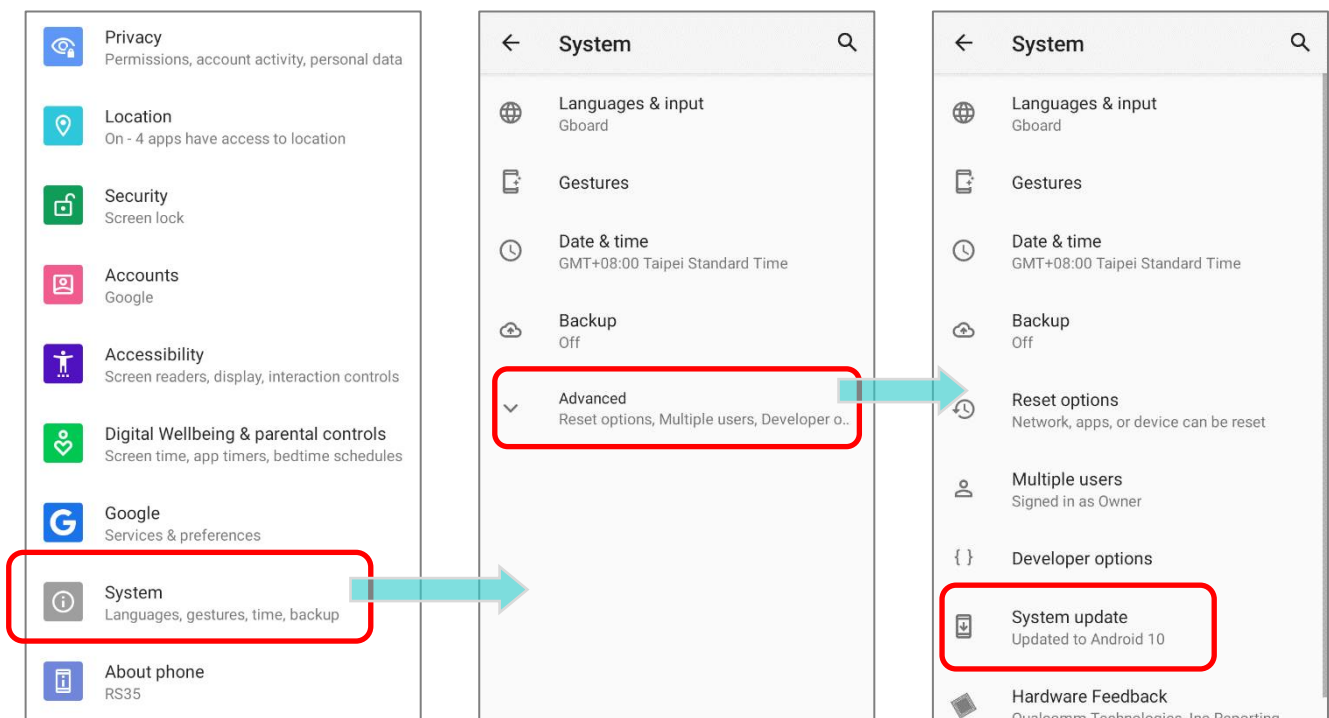 Privacy
Permissions, account activity, personal data
Location
On - 4 apps have access to location
Security
Screen lock
Accounts
Google
Accessibility
Screen readers, display, interaction controls
Digital Wellbeing & parental controls
Screen time, app timers, bedtime schedules
G
Google
Services & preferences
System
Languages, gestures, time, backup
About phone
RS35
System
Languages & input
Gboard
Gestures
Date & time
GMT+08:00 Taipei Standard Time
Backup
Off
Advanced
Reset options, Multiple users, Developer o..
System
Languages & input
Gboard
Gestures
Date & time
GMT+08:00 Taipei Standard Time
Backup
Off
Reset options
Network, apps, or device can be reset
Multiple users
Signed in as Owner
{ }
Developer options
System update
Updated to Android 10
Hardware Feedback
Qualcomm Technologies, Inc Reporting